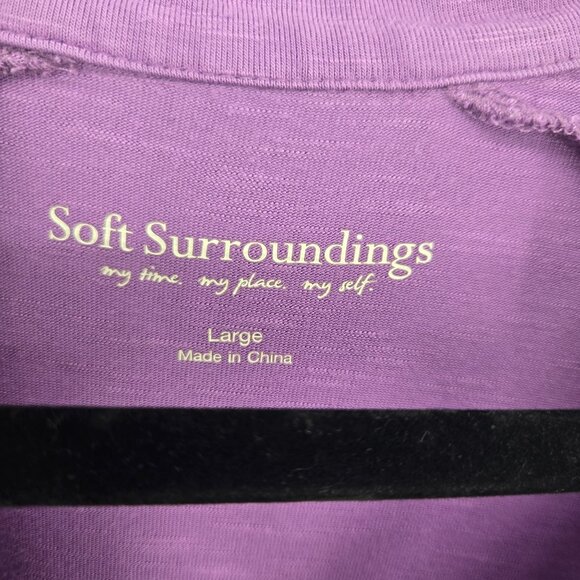 Soft Surroundings
my time. my place. my self.
Large
Made in China